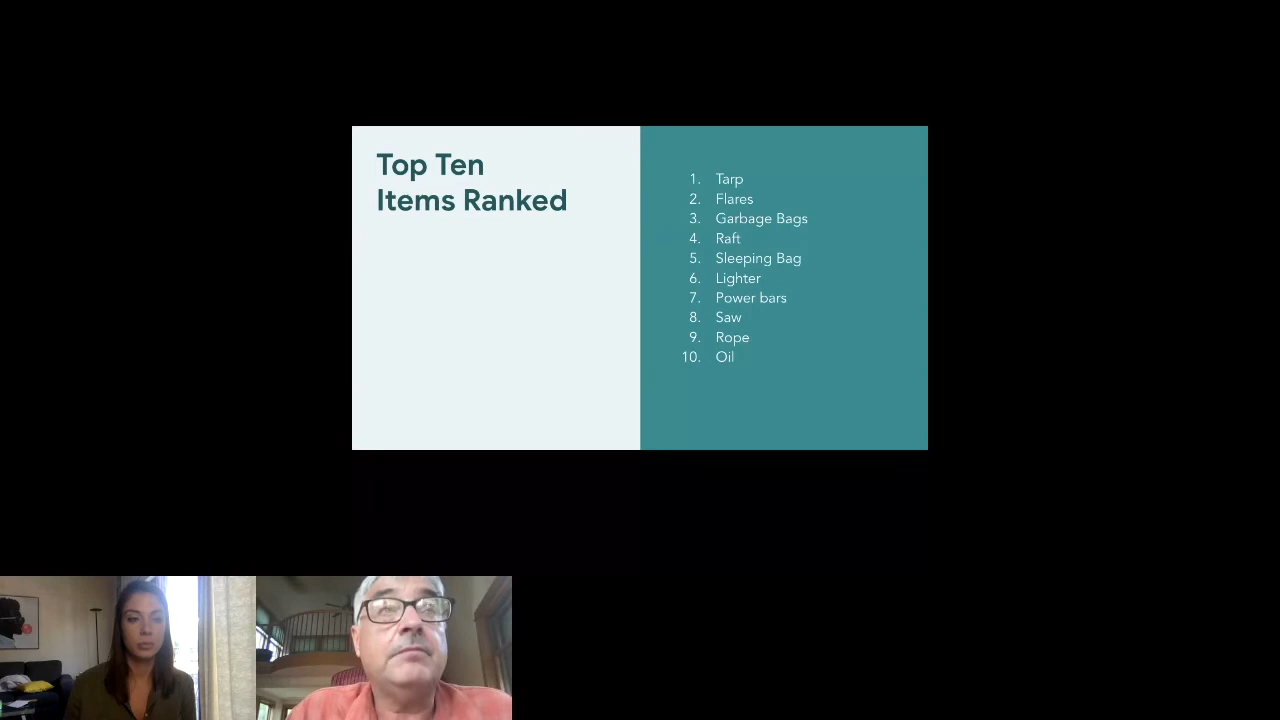 Top Ten
Items Ranked
1. Tarp
2. Flares
3. Garbage Bags
4. Raft
5. Sleeping Bag
6. Lighter
7. Power bars
8. Saw
9. Rope
10. Oil